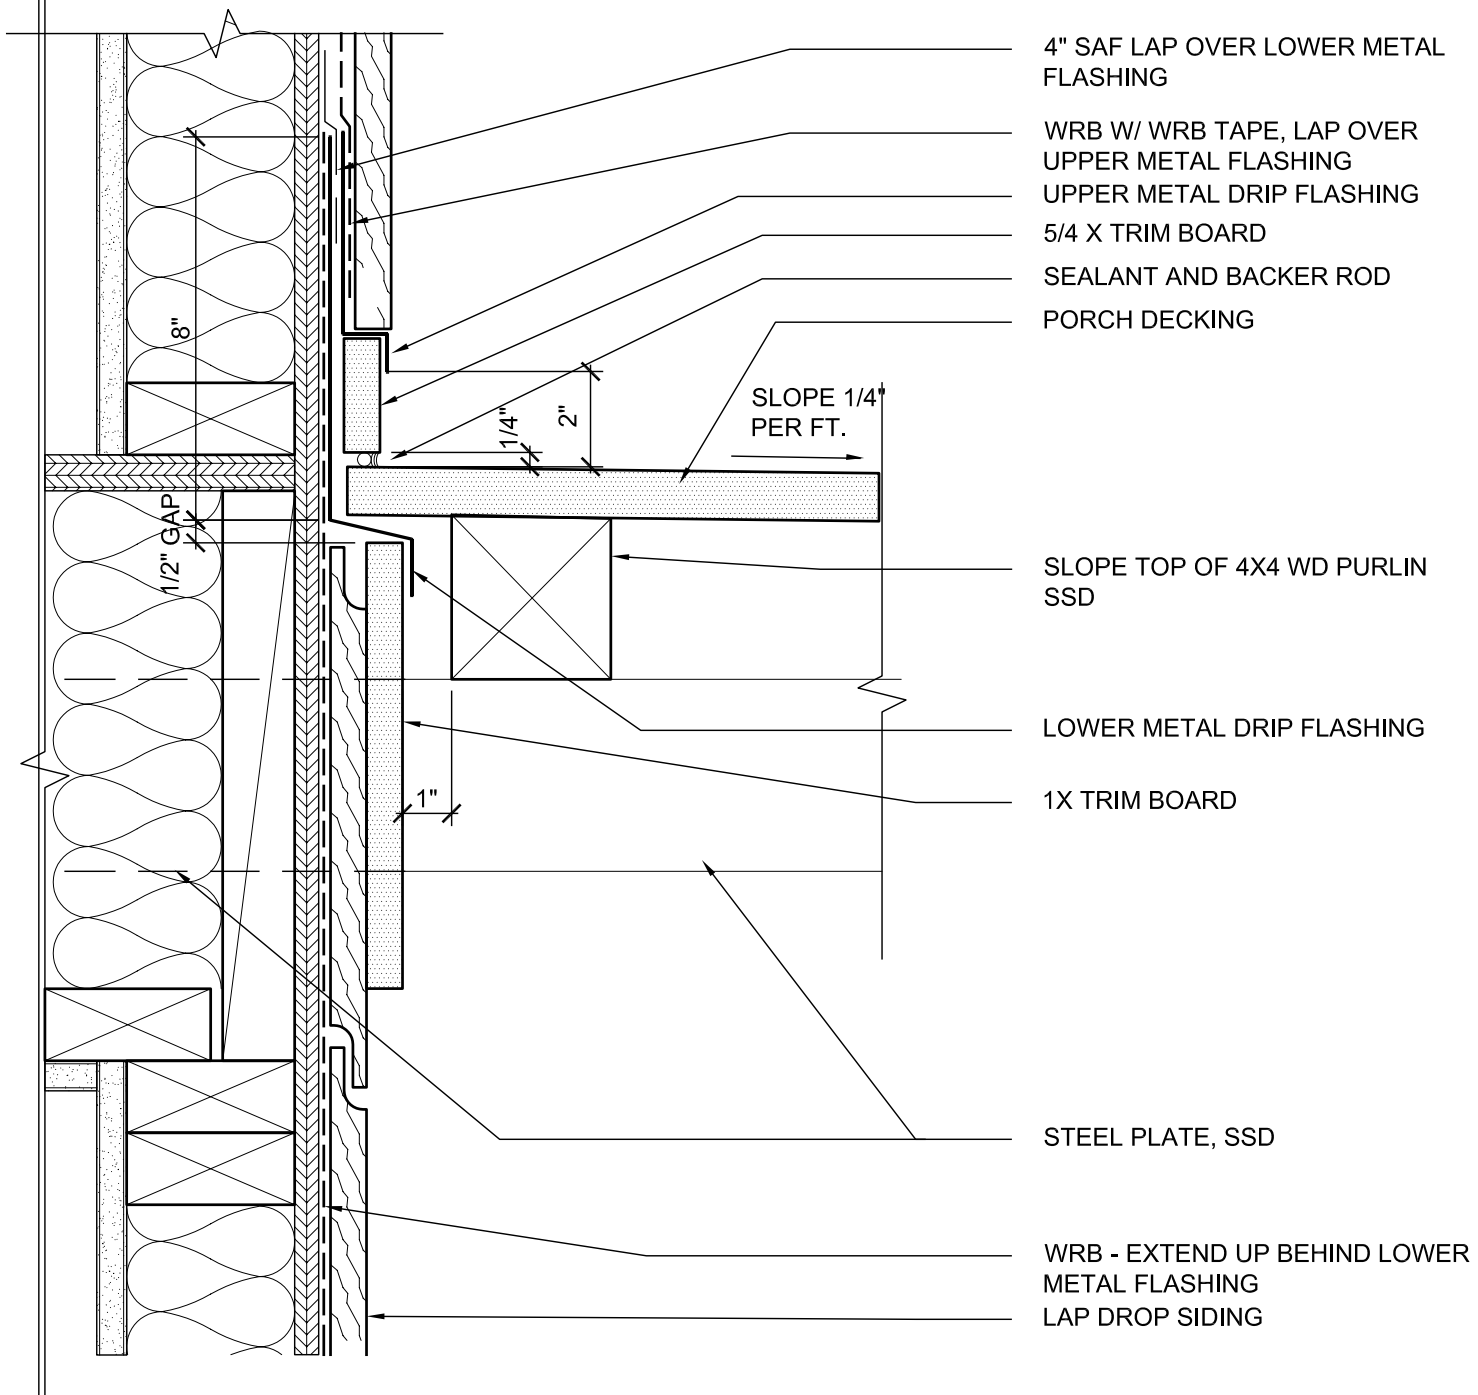 4" SAF LAP OVER LOWER METAL
FLASHING
WRB W/ WRB TAPE, LAP OVER
UPPER METAL FLASHING
UPPER METAL DRIP FLASHING
5/4 X TRIM BOARD
SEALANT AND BACKER ROD
PORCH DECKING
8"
1/4"
2"
SLOPE 1/4"
PER FT.
1/2" GAP
SLOPE TOP OF 4X4 WD PURLIN
SSD
LOWER METAL DRIP FLASHING
1"
1X TRIM BOARD
STEEL PLATE, SSD
WRB - EXTEND UP BEHIND LOWER
METAL FLASHING
LAP DROP SIDING